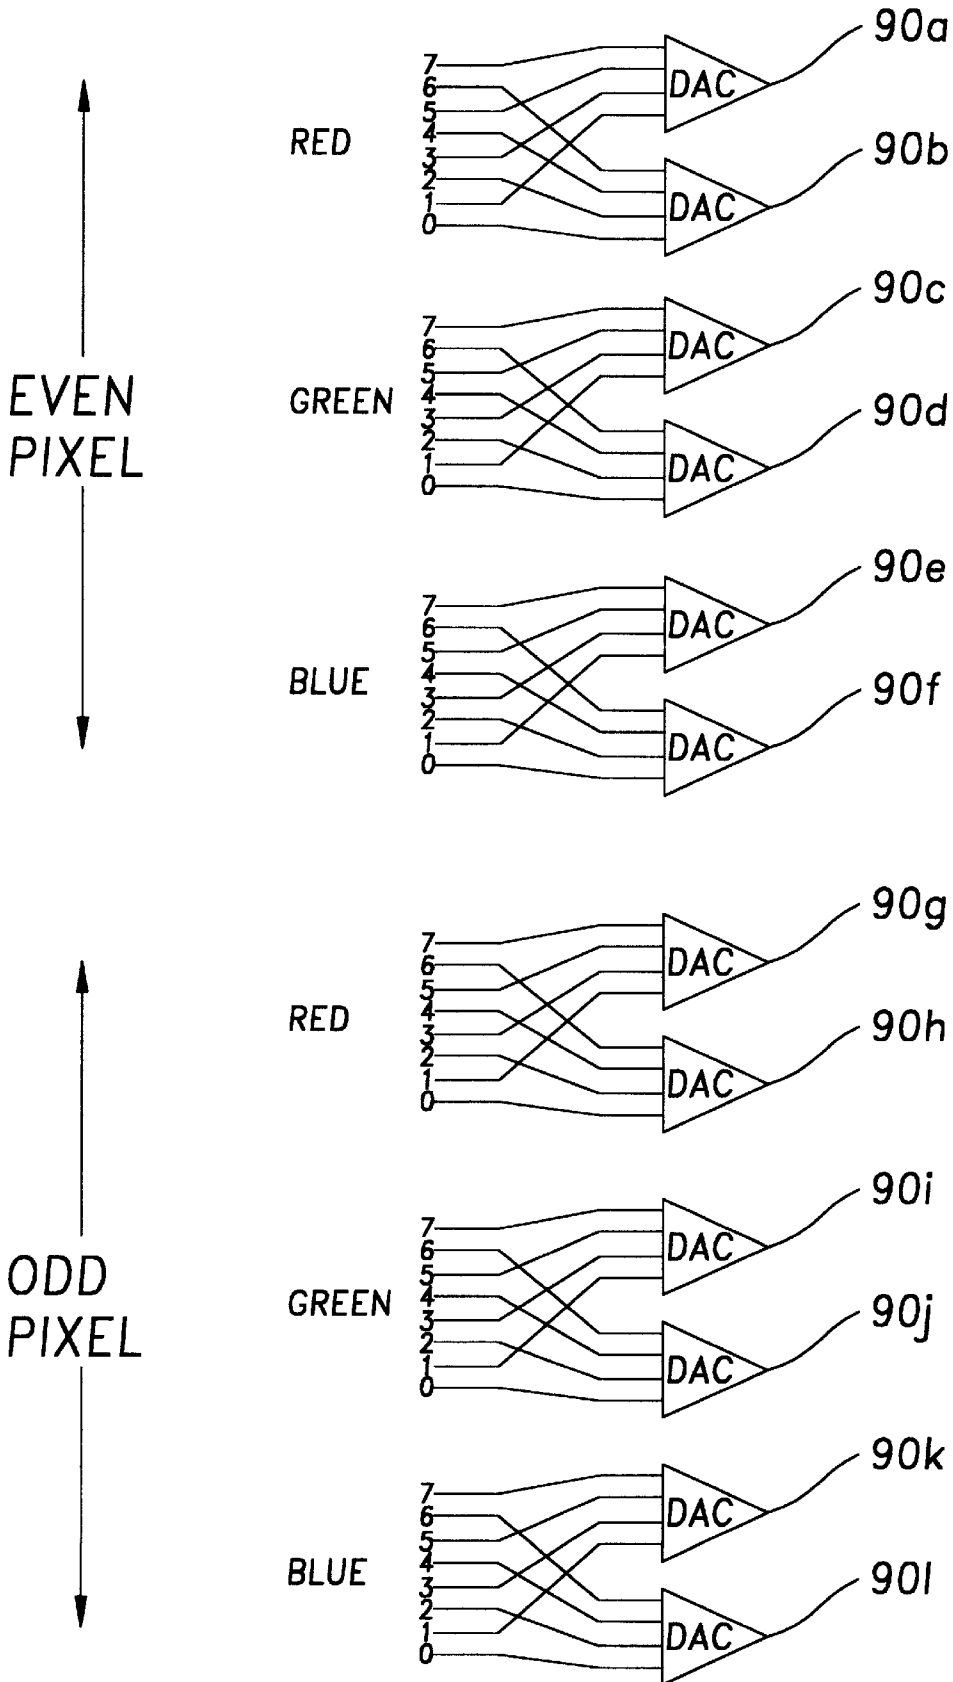 90a
7
6
5
4
3
2
1
0
RED
DAC
DAC
90b
90c
7
6
5
4
3
2
1
0
GREEN
DAC
DAC
90d
EVEN
PIXEL
90e
7
6
5
4
3
2
1
0
BLUE
DAC
DAC
90f
90g
7
6
5
4
3
2
1
0
RED
DAC
DAC
90h
90i
7
6
5
4
3
2
1
0
GREEN
DAC
DAC
90j
ODD
PIXEL
90k
7
6
5
4
3
2
1
0
BLUE
DAC
DAC
90l